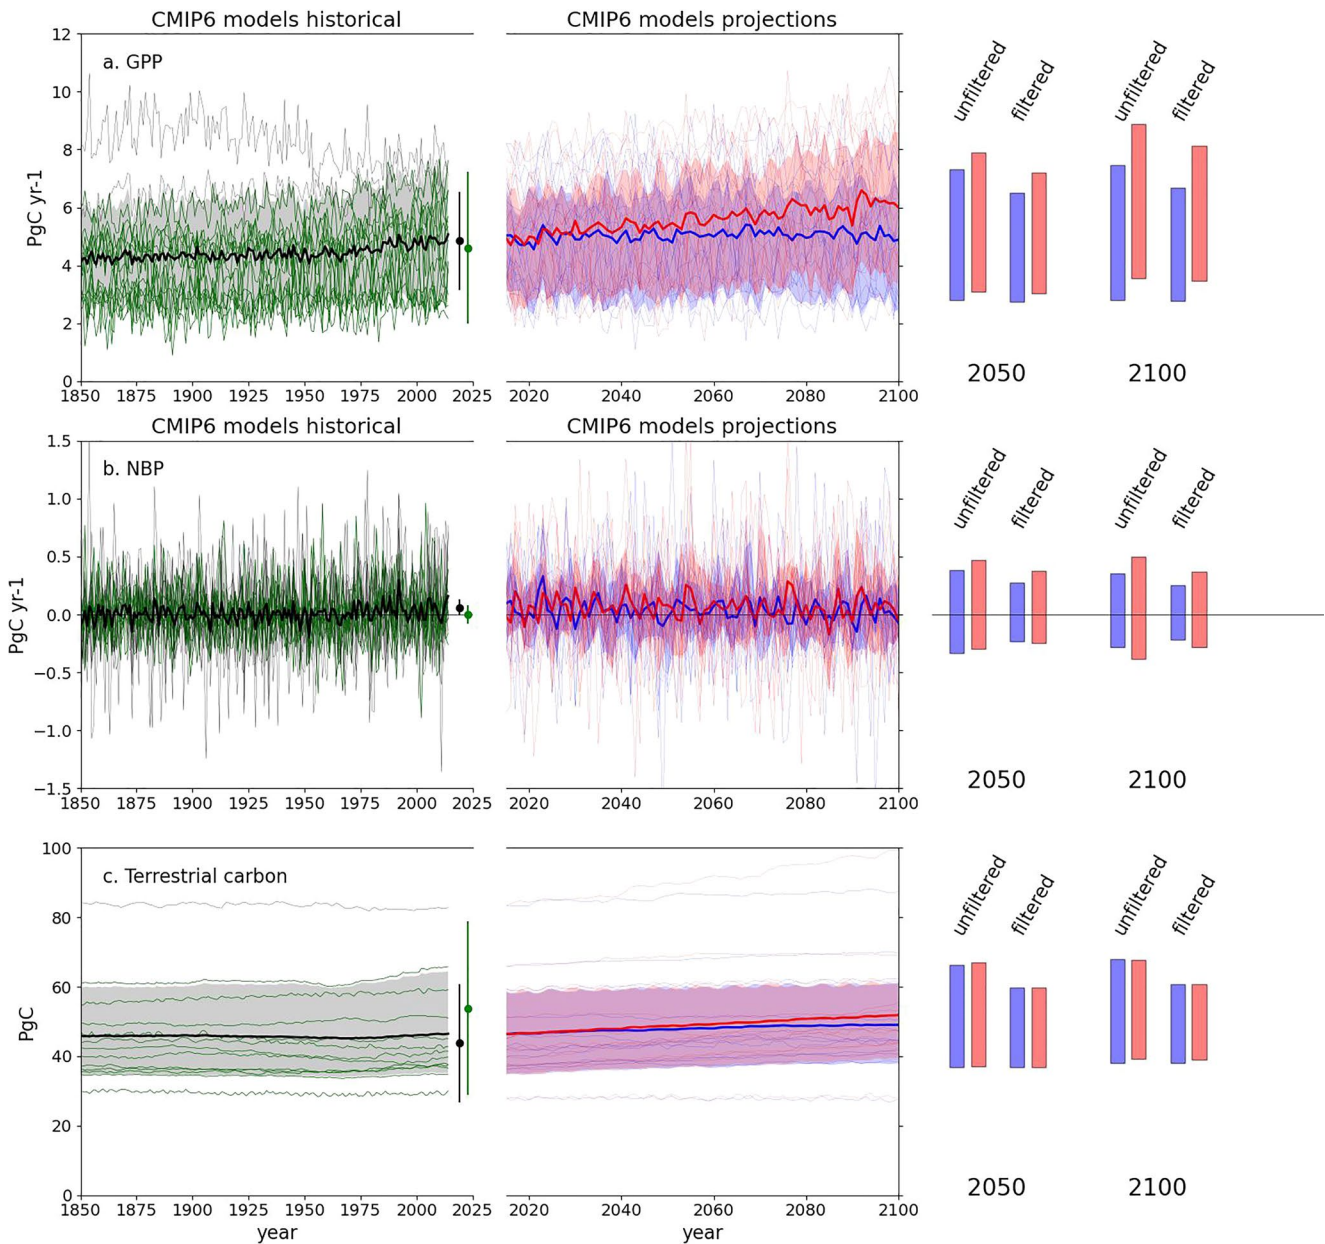 CMIP6 models historical
CMIP6 models projections
a. GPP
PgC yr-1
12
10
8
6
4
2
0
1850 1875 1900 1925 1950 1975 2000 2025
2020 2040 2060 2080 2100
unfiltered
filtered
unfiltered
filtered
2050
2100
CMIP6 models historical
CMIP6 models projections
b. NBP
PgC yr-1
1.5
1.0
0.5
0.0
−0.5
−1.0
−1.5
1850 1875 1900 1925 1950 1975 2000 2025
2020 2040 2060 2080 2100
unfiltered
filtered
unfiltered
filtered
2050
2100
c. Terrestrial carbon
PgC
100
80
60
40
20
0
1850 1875 1900 1925 1950 1975 2000 2025
year
2020 2040 2060 2080 2100
year
unfiltered
filtered
unfiltered
filtered
2050
2100